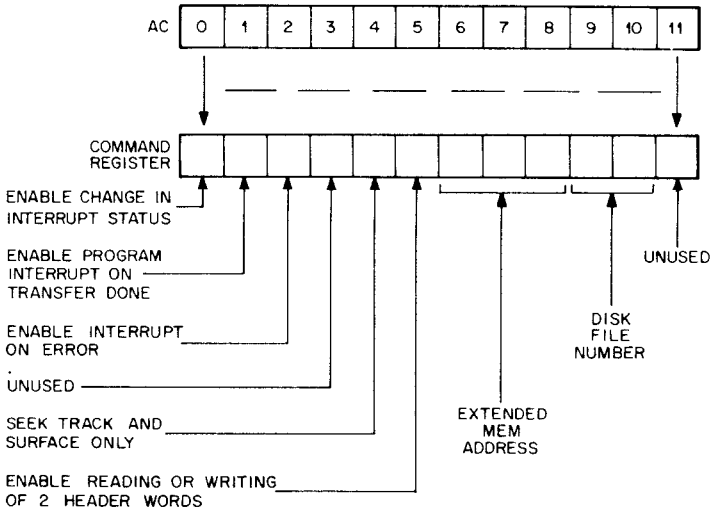 AC 0 1 2 3 4 5 6 7 8 9 10 11
COMMAND
REGISTER
ENABLE CHANGE IN
INTERRUPT STATUS
ENABLE PROGRAM
INTERRUPT ON
TRANSFER DONE
ENABLE INTERRUPT
ON ERROR
UNUSED
SEEK TRACK AND
SURFACE ONLY
ENABLE READING OR WRITING
OF 2 HEADER WORDS
EXTENDED
MEM
ADDRESS
DISK
FILE
NUMBER
UNUSED